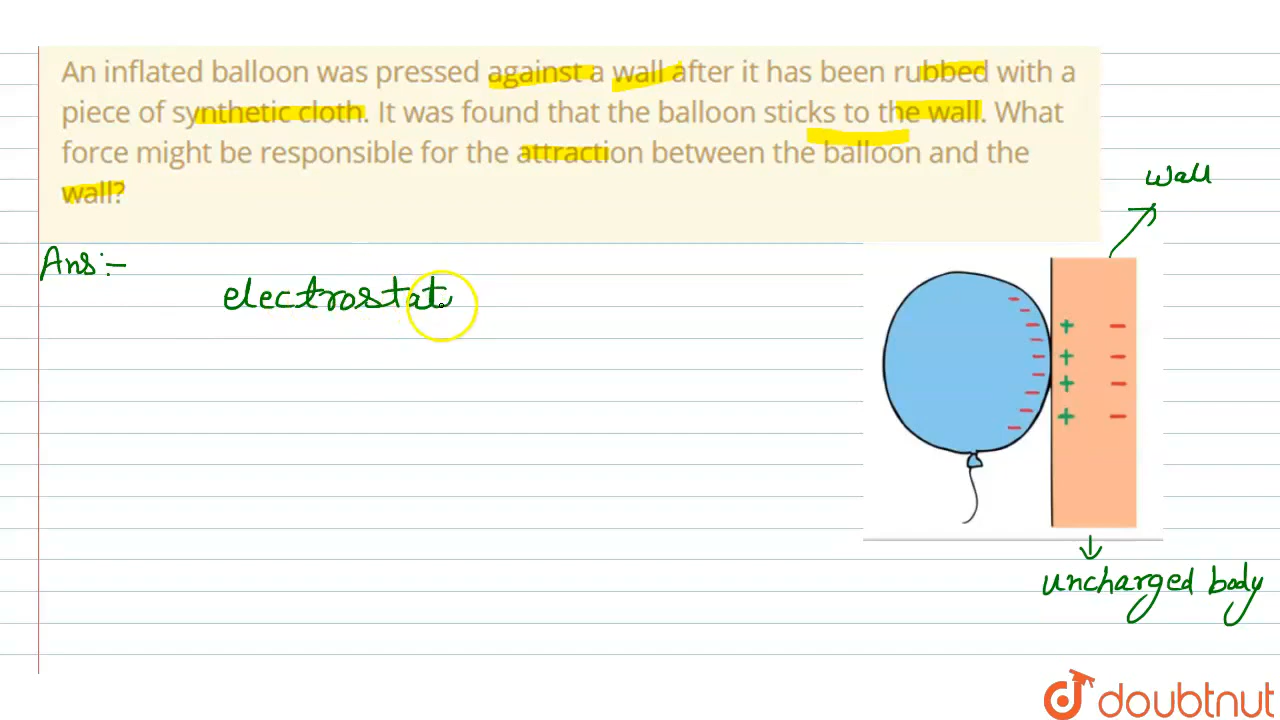 An inflated balloon was pressed against a wall after it has been rubbed with a
piece of synthetic cloth. It was found that the balloon sticks to the wall. What
force might be responsible for the attraction between the balloon and the
wall?
wall
Ans:-
electrostat
- + -
- + -
- + -
- + -
uncharged body
doubtnut